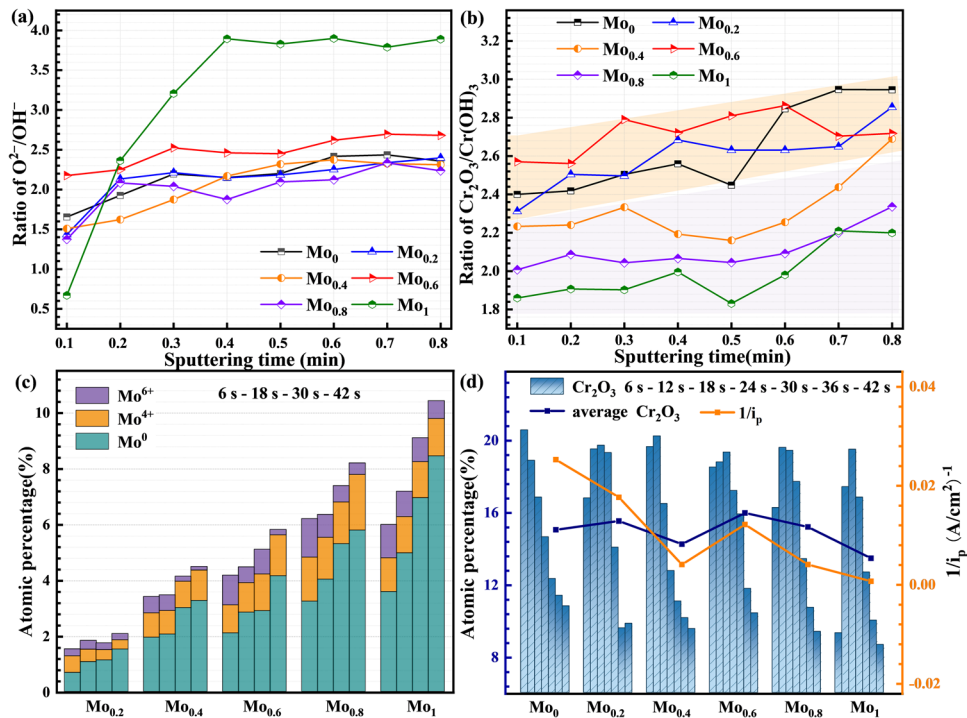 (a)
4.0
3.5
3.0
2.5
2.0
1.5
1.0
0.5
Ratio of O²⁻/OH⁻
Mo₀ Mo₀.₂
Mo₀.₄ Mo₀.₆
Mo₀.₈ Mo₁
0.1 0.2 0.3 0.4 0.5 0.6 0.7 0.8
Sputtering time (min)
(b)
3.2
3.0
2.8
2.6
2.4
2.2
2.0
1.8
Ratio of Cr₂O₃/Cr(OH)₃
Mo₀ Mo₀.₂
Mo₀.₄ Mo₀.₆
Mo₀.₈ Mo₁
0.1 0.2 0.3 0.4 0.5 0.6 0.7 0.8
Sputtering time(min)
(c)
10
8
6
4
2
0
Atomic percentage(%)
Mo⁶⁺
Mo⁴⁺
Mo⁰
6 s - 18 s - 30 s - 42 s
Mo₀.₂ Mo₀.₄ Mo₀.₆ Mo₀.₈ Mo₁
(d)
20
16
12
8
Atomic percentage(%)
Cr₂O₃ 6 s - 12 s - 18 s - 24 s - 30 s - 36 s - 42 s
average Cr₂O₃ 1/iₚ
0.04
0.02
0.00
-0.02
1/iₚ (A/cm²)⁻¹
Mo₀ Mo₀.₂ Mo₀.₄ Mo₀.₆ Mo₀.₈ Mo₁